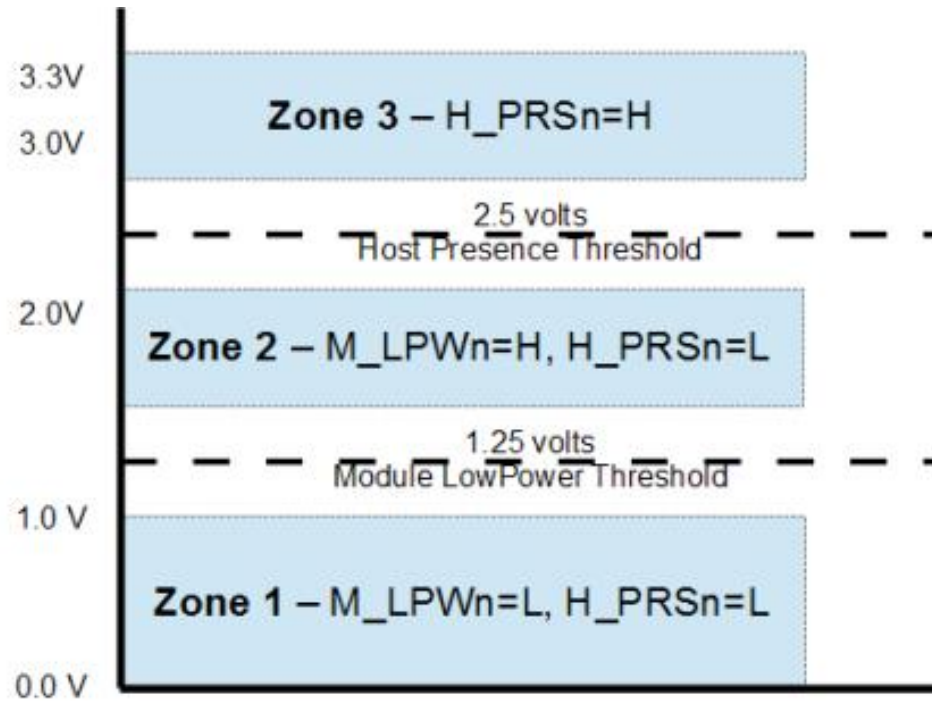 3.3V
Zone 3 – H_PRSn=H
3.0V
2.5 volts
Host Presence Threshold
2.0V
Zone 2 – M_LPWn=H, H_PRSn=L
1.25 volts
Module LowPower Threshold
1.0 V
Zone 1 – M_LPWn=L, H_PRSn=L
0.0 V